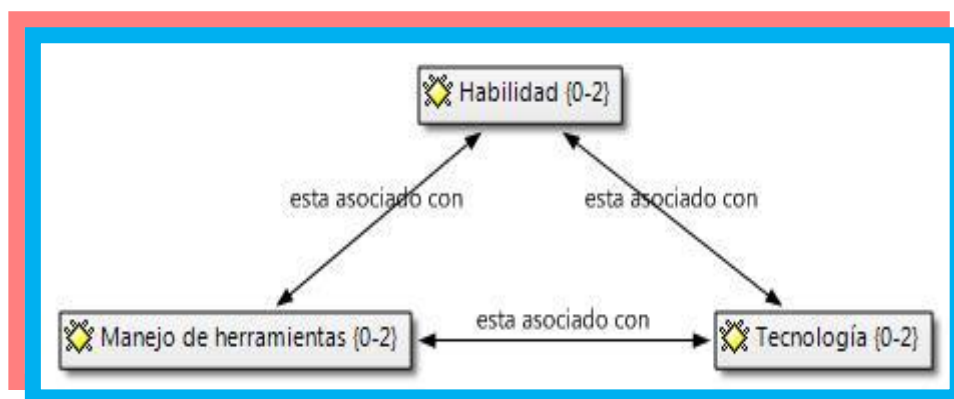 Habilidad {0-2}
esta asociado con
esta asociado con
Manejo de herramientas {0-2}
esta asociado con
Tecnología {0-2}